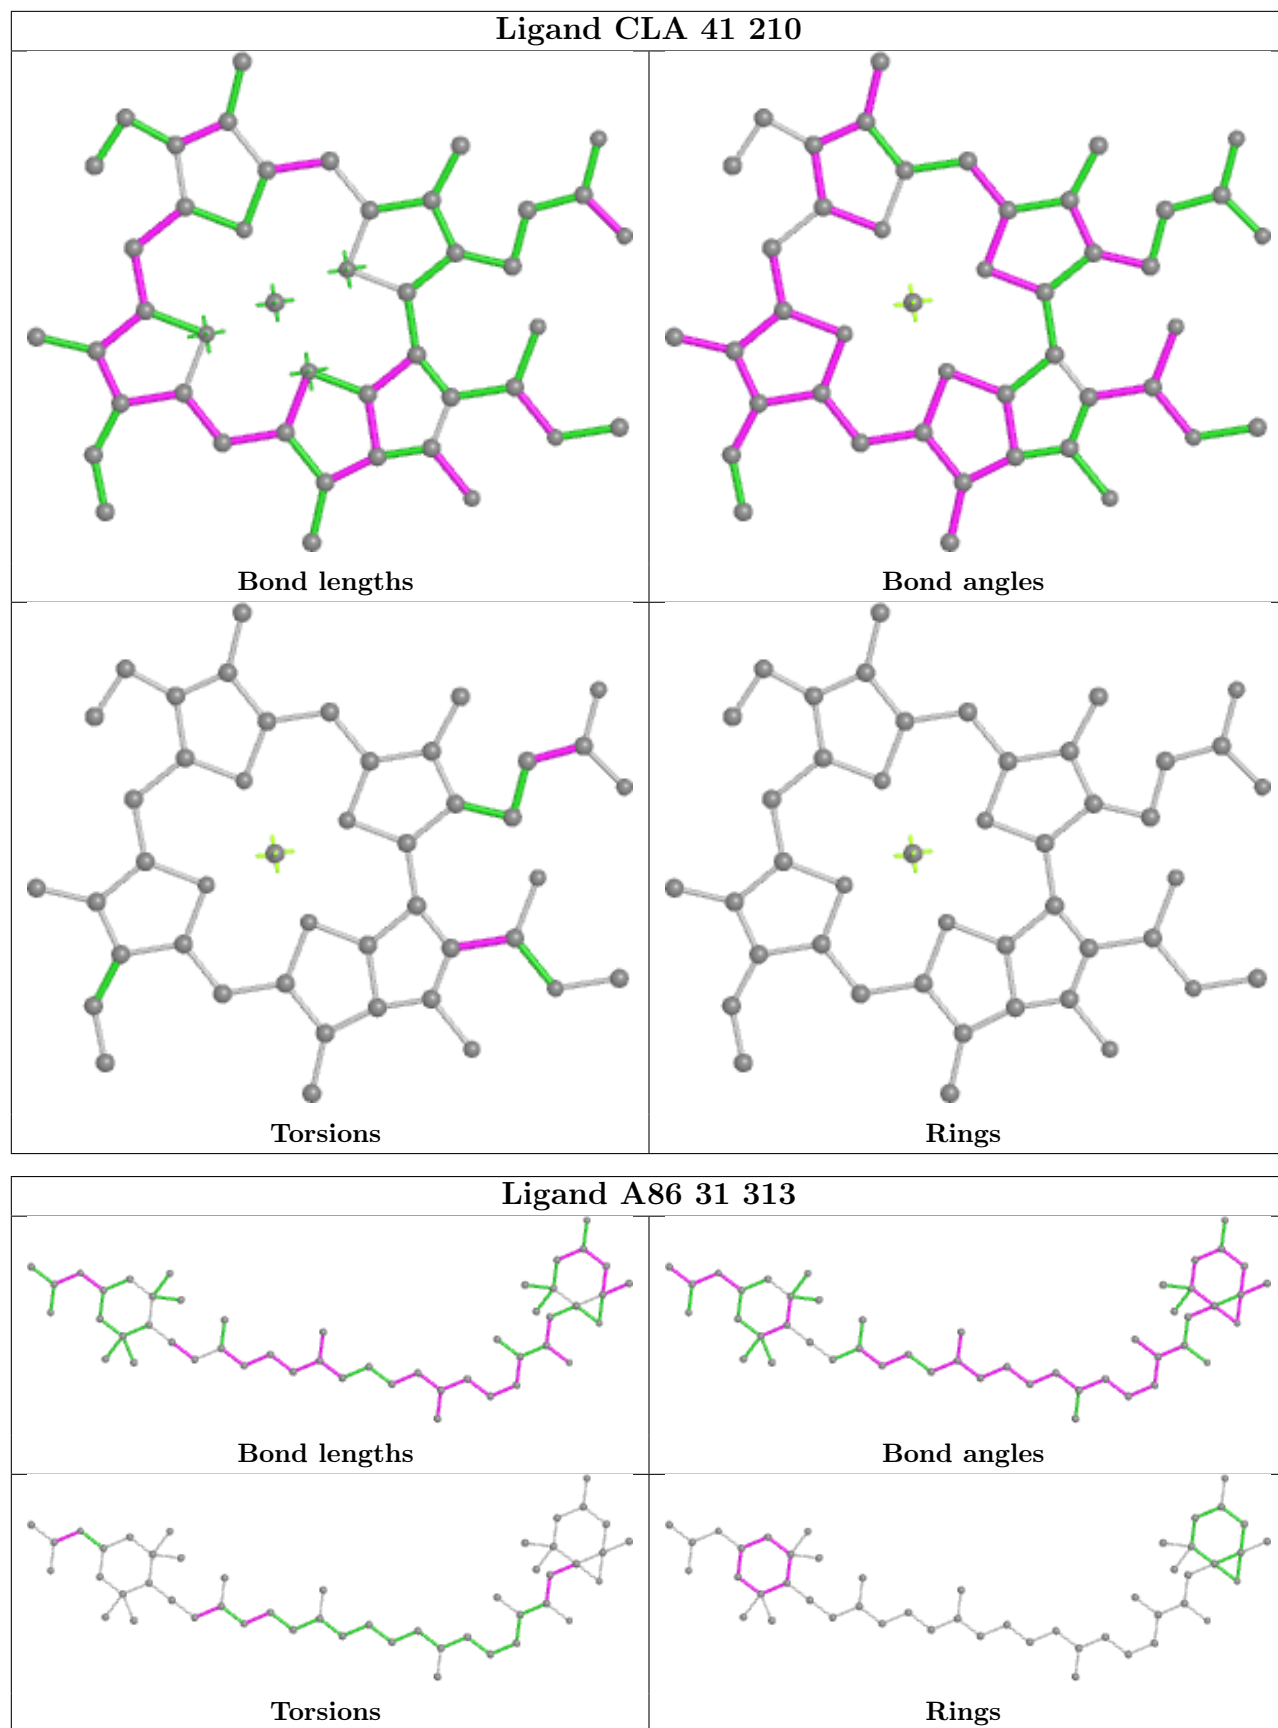 Ligand CLA 41 210
Bond lengths
Bond angles
Torsions
Rings
Ligand A86 31 313
Bond lengths
Bond angles
Torsions
Rings